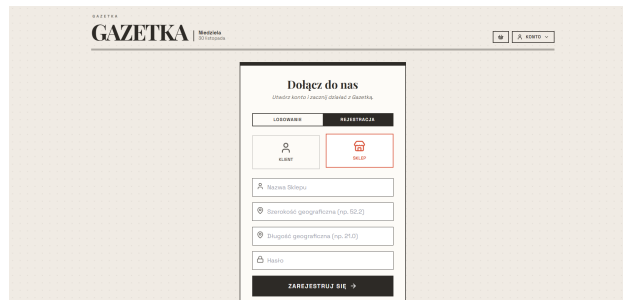 GAZETKA
GAZETKA
Niedziela
30 listopada
KONTO
Dołącz do nas
Utwórz konto i zacznij działać z Gazetką.
LOGOWANIE
REJESTRACJA
KLIENT
SKLEP
Nazwa Sklepu
Szerokość geograficzna (np. 52.2)
Długość geograficzna (np. 21.0)
Hasło
ZAREJESTRUJ SIĘ →